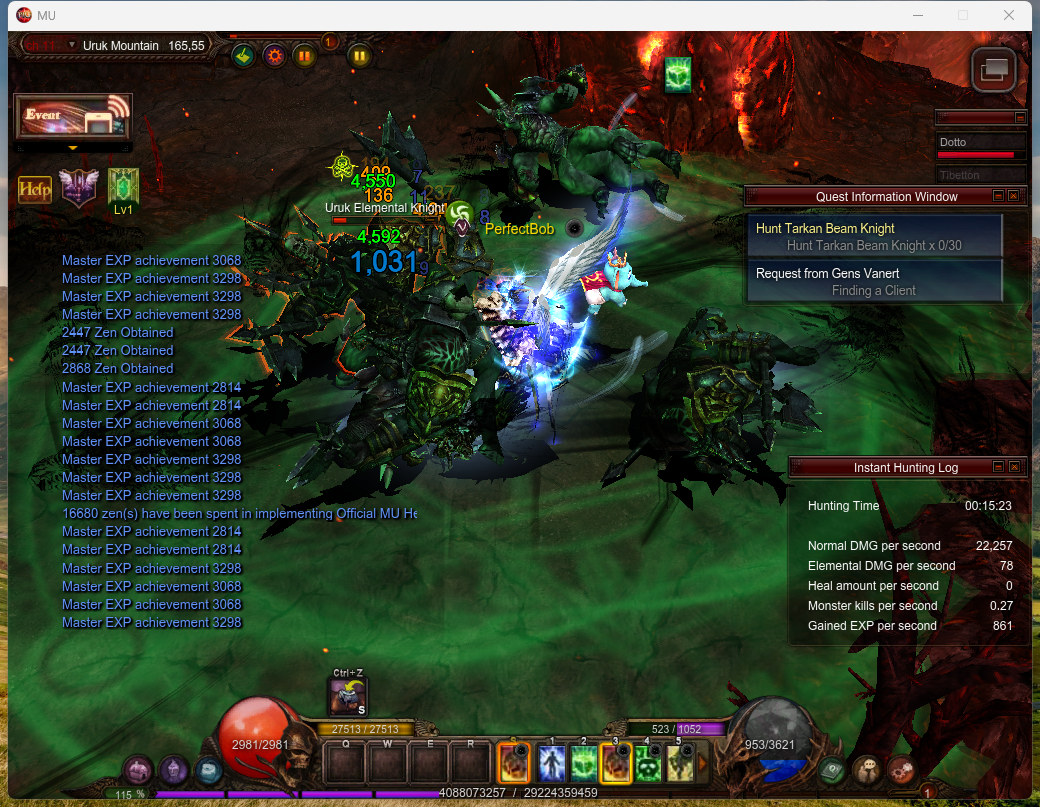 MU
Uruk Mountain 165,55
1
Event
Help
Lv1
Dotto
Tibetton
Quest Information Window
Hunt Tarkan Beam Knight
Hunt Tarkan Beam Knight x 0/30
Request from Gens Vanert
Finding a Client
409
4,550
136
237
Uruk Elemental Knight
8
PerfectBob
4,592
1,031
Master EXP achievement 3068
Master EXP achievement 3298
Master EXP achievement 3298
Master EXP achievement 3298
2447 Zen Obtained
2447 Zen Obtained
2868 Zen Obtained
Master EXP achievement 2814
Master EXP achievement 2814
Master EXP achievement 3068
Master EXP achievement 3068
Master EXP achievement 3298
Master EXP achievement 3298
Master EXP achievement 3298
16680 zen(s) have been spent in implementing Official MU He
Master EXP achievement 2814
Master EXP achievement 2814
Master EXP achievement 3298
Master EXP achievement 3068
Master EXP achievement 3068
Master EXP achievement 3298
Instant Hunting Log
Hunting Time 00:15:23
Normal DMG per second 22,257
Elemental DMG per second 78
Heal amount per second 0
Monster kills per second 0.27
Gained EXP per second 861
Ctrl+Z
S
27513 / 27513
523 / 1052
2981/2981
Q W E R
1 2 3 4 5
953/3621
115 %
4088073257 / 29224359459
1